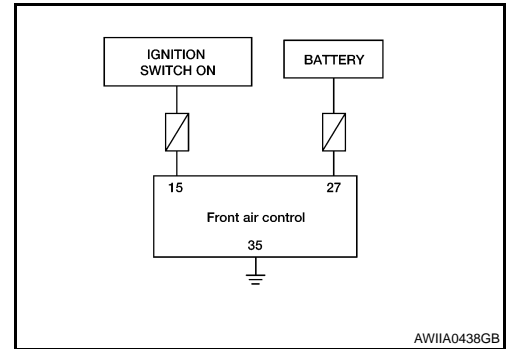 IGNITION
SWITCH ON
BATTERY
15
27
Front air control
35
AWIIA0438GB